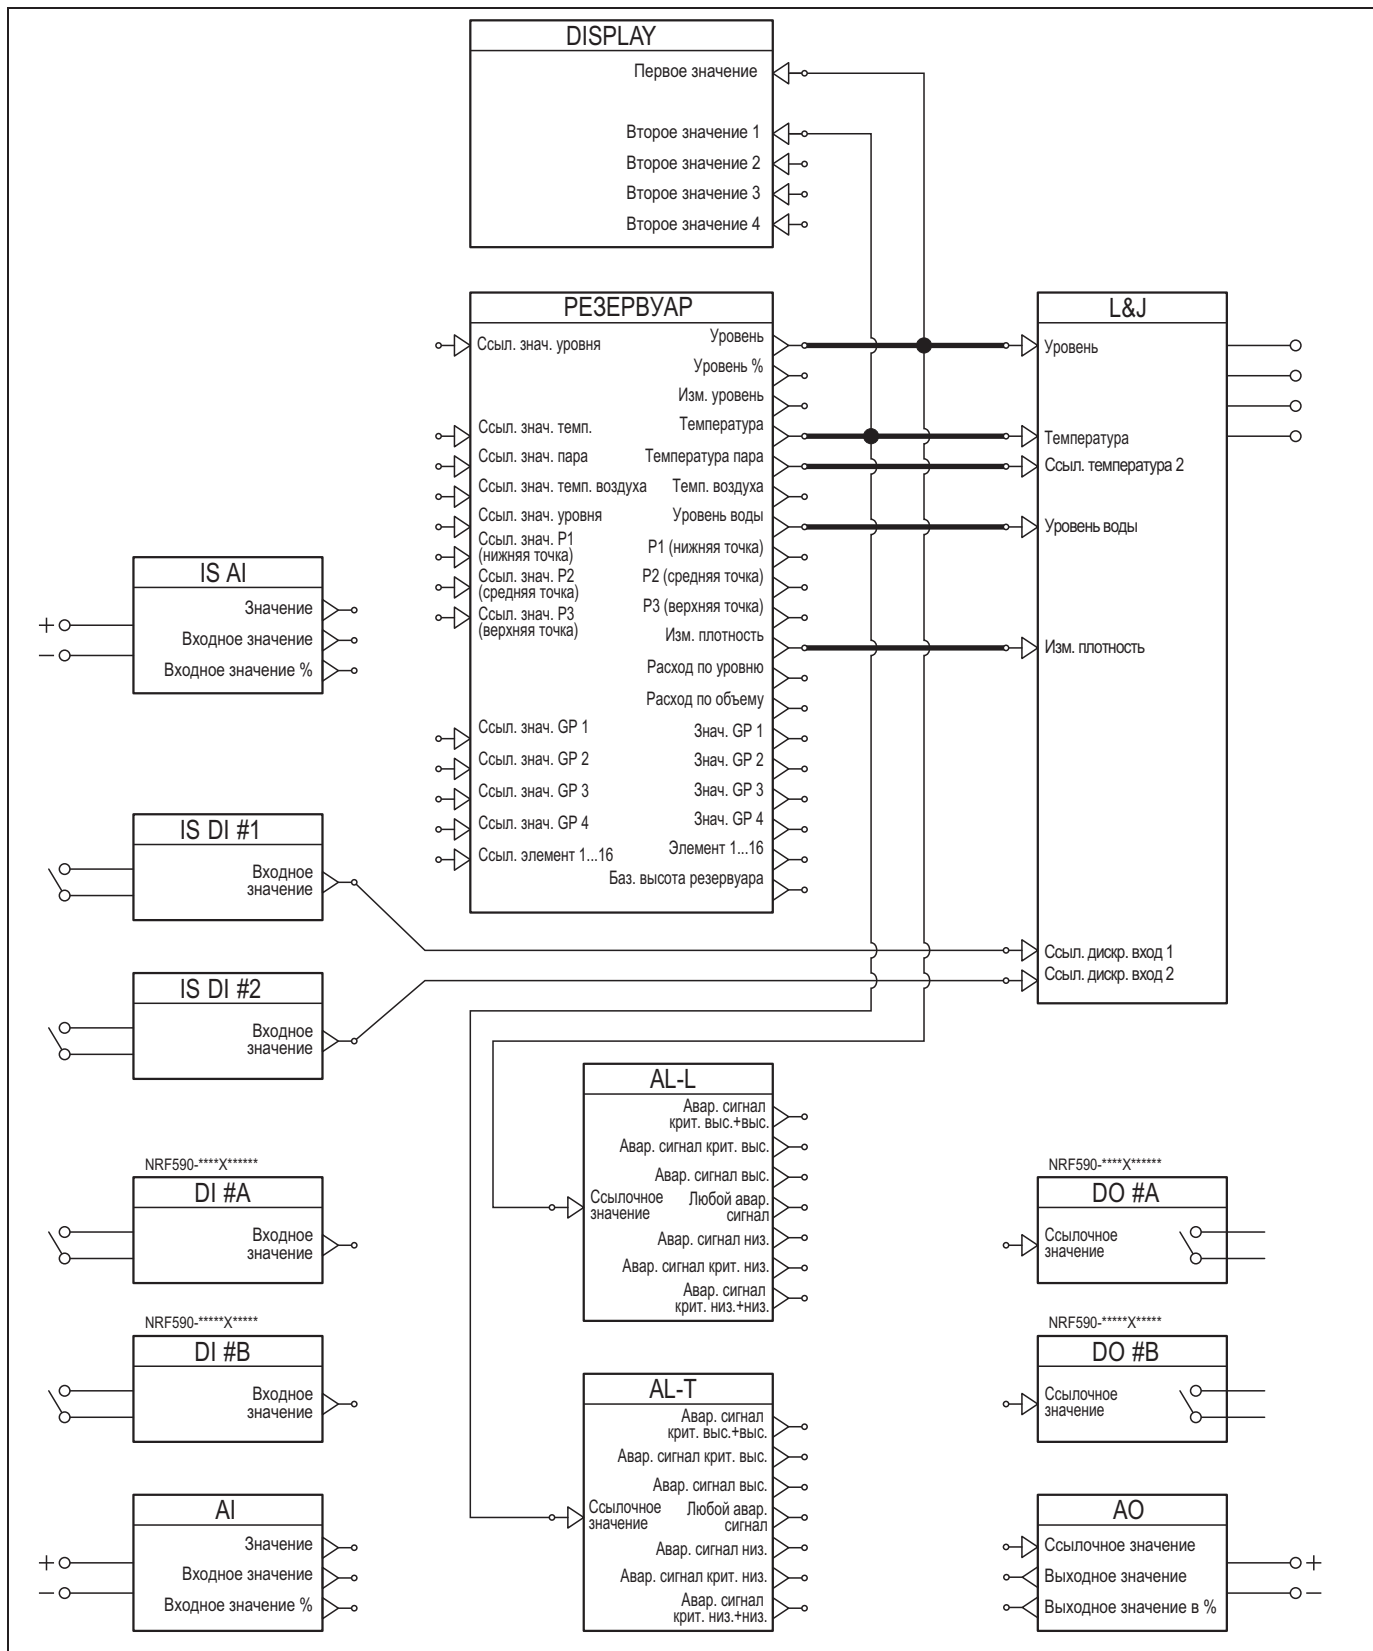 DISPLAY
Первое значение
Второе значение 1
Второе значение 2
Второе значение 3
Второе значение 4
РЕЗЕРВУАР
Ссыл. знач. уровня
Ссыл. знач. темп.
Ссыл. знач. пара
Ссыл. знач. темп. воздуха
Ссыл. знач. уровня
Ссыл. знач. P1
(нижняя точка)
Ссыл. знач. P2
(средняя точка)
Ссыл. знач. P3
(верхняя точка)
Ссыл. знач. GP 1
Ссыл. знач. GP 2
Ссыл. знач. GP 3
Ссыл. знач. GP 4
Ссыл. элемент 1...16
Уровень
Уровень %
Изм. уровень
Температура
Температура пара
Темп. воздуха
Уровень воды
P1 (нижняя точка)
P2 (средняя точка)
P3 (верхняя точка)
Изм. плотность
Расход по уровню
Расход по объему
Знач. GP 1
Знач. GP 2
Знач. GP 3
Знач. GP 4
Элемент 1...16
Баз. высота резервуара
L&J
Уровень
Температура
Ссыл. температура 2
Уровень воды
Изм. плотность
Ссыл. дискр. вход 1
Ссыл. дискр. вход 2
IS AI
+
–
Значение
Входное значение
Входное значение %
IS DI #1
Входное
значение
IS DI #2
Входное
значение
NRF590-****X******
DI #A
Входное
значение
NRF590-*****X*****
DI #B
Входное
значение
AI
+
–
Значение
Входное значение
Входное значение %
AL-L
Ссылочное
значение
Авар. сигнал
крит. выс.+выс.
Авар. сигнал крит. выс.
Авар. сигнал выс.
Любой авар.
сигнал
Авар. сигнал низ.
Авар. сигнал крит. низ.
Авар. сигнал
крит. низ.+низ.
AL-T
Ссылочное
значение
Авар. сигнал
крит. выс.+выс.
Авар. сигнал крит. выс.
Авар. сигнал выс.
Любой авар.
сигнал
Авар. сигнал низ.
Авар. сигнал крит. низ.
Авар. сигнал
крит. низ.+низ.
NRF590-****X******
DO #A
Ссылочное
значение
NRF590-*****X*****
DO #B
Ссылочное
значение
AO
Ссылочное значение
Выходное значение
Выходное значение в %
+
–